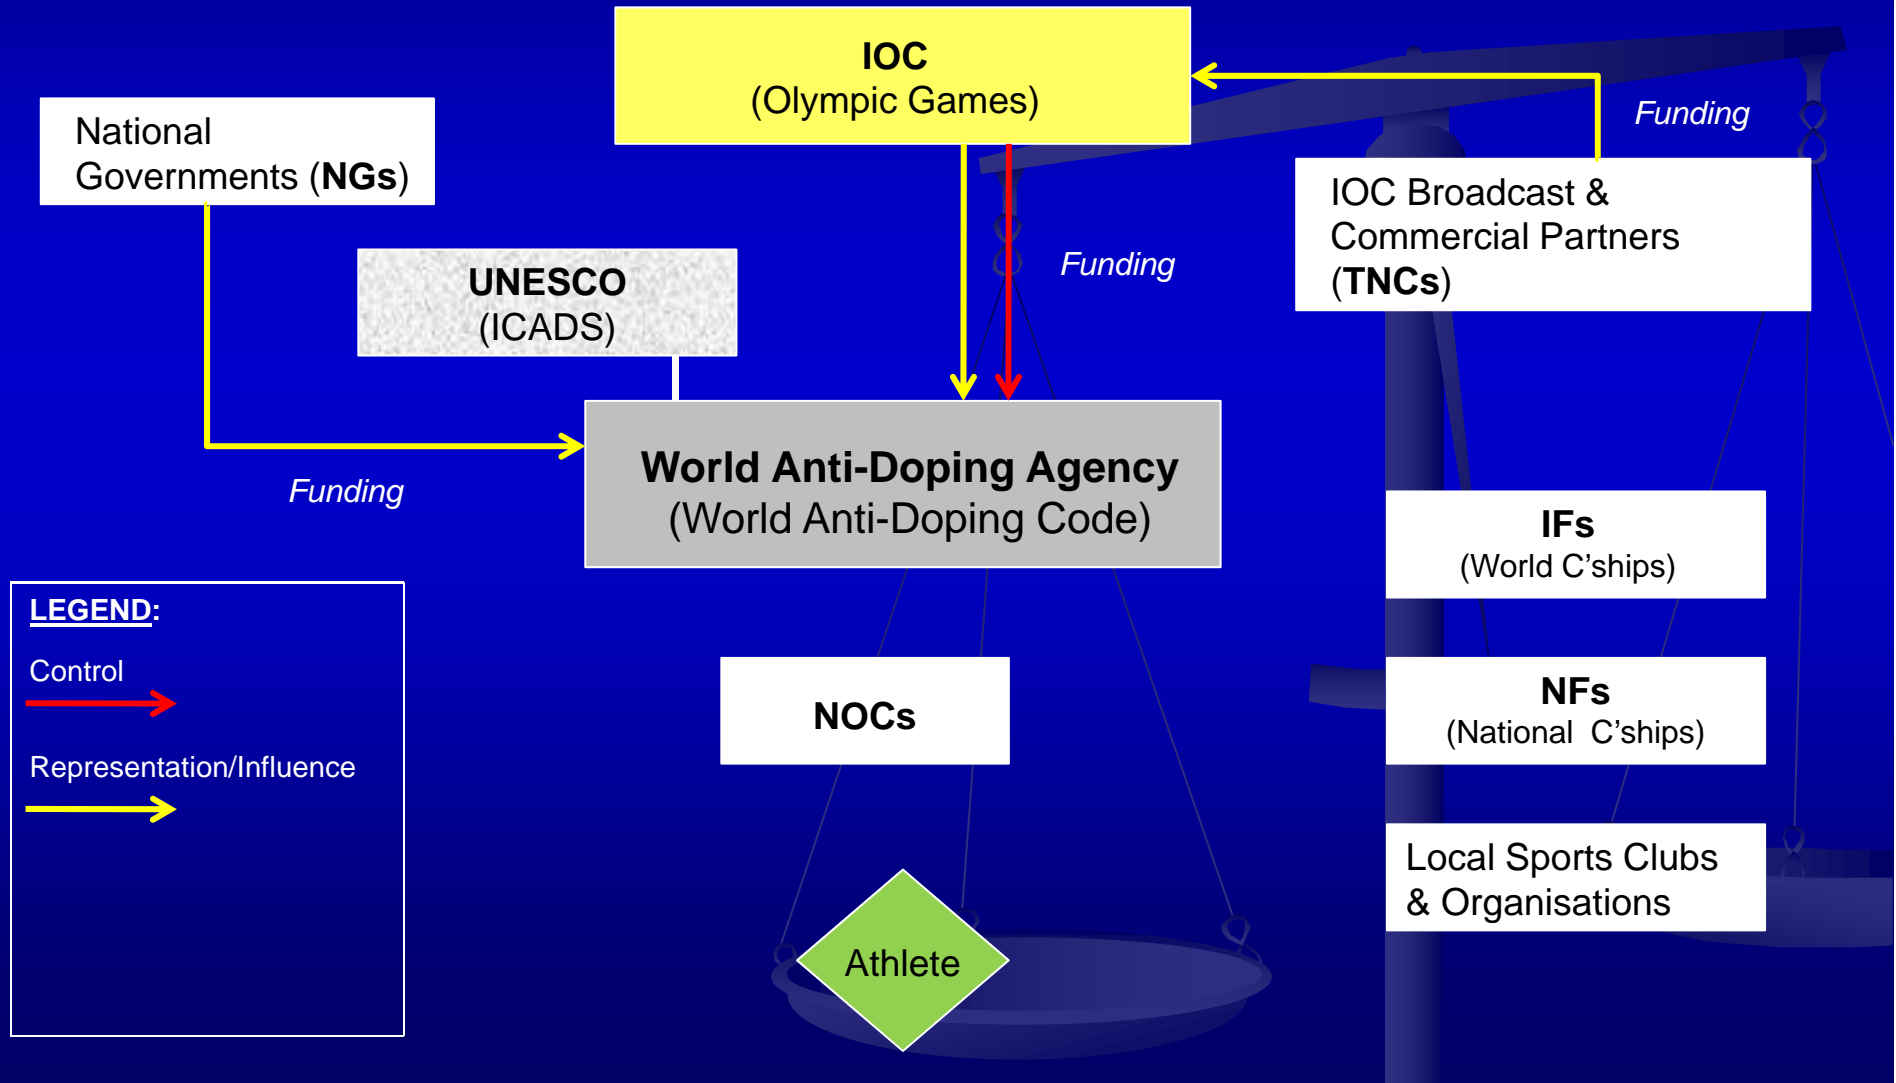 IOC
(Olympic Games)
National
Governments (NGs)
Funding
IOC Broadcast &
Commercial Partners
(TNCs)
UNESCO
(ICADS)
Funding
World Anti-Doping Agency
(World Anti-Doping Code)
Funding
IFs
(World C’ships)
LEGEND:
Control
Representation/Influence
NOCs
NFs
(National C’ships)
Local Sports Clubs
& Organisations
Athlete